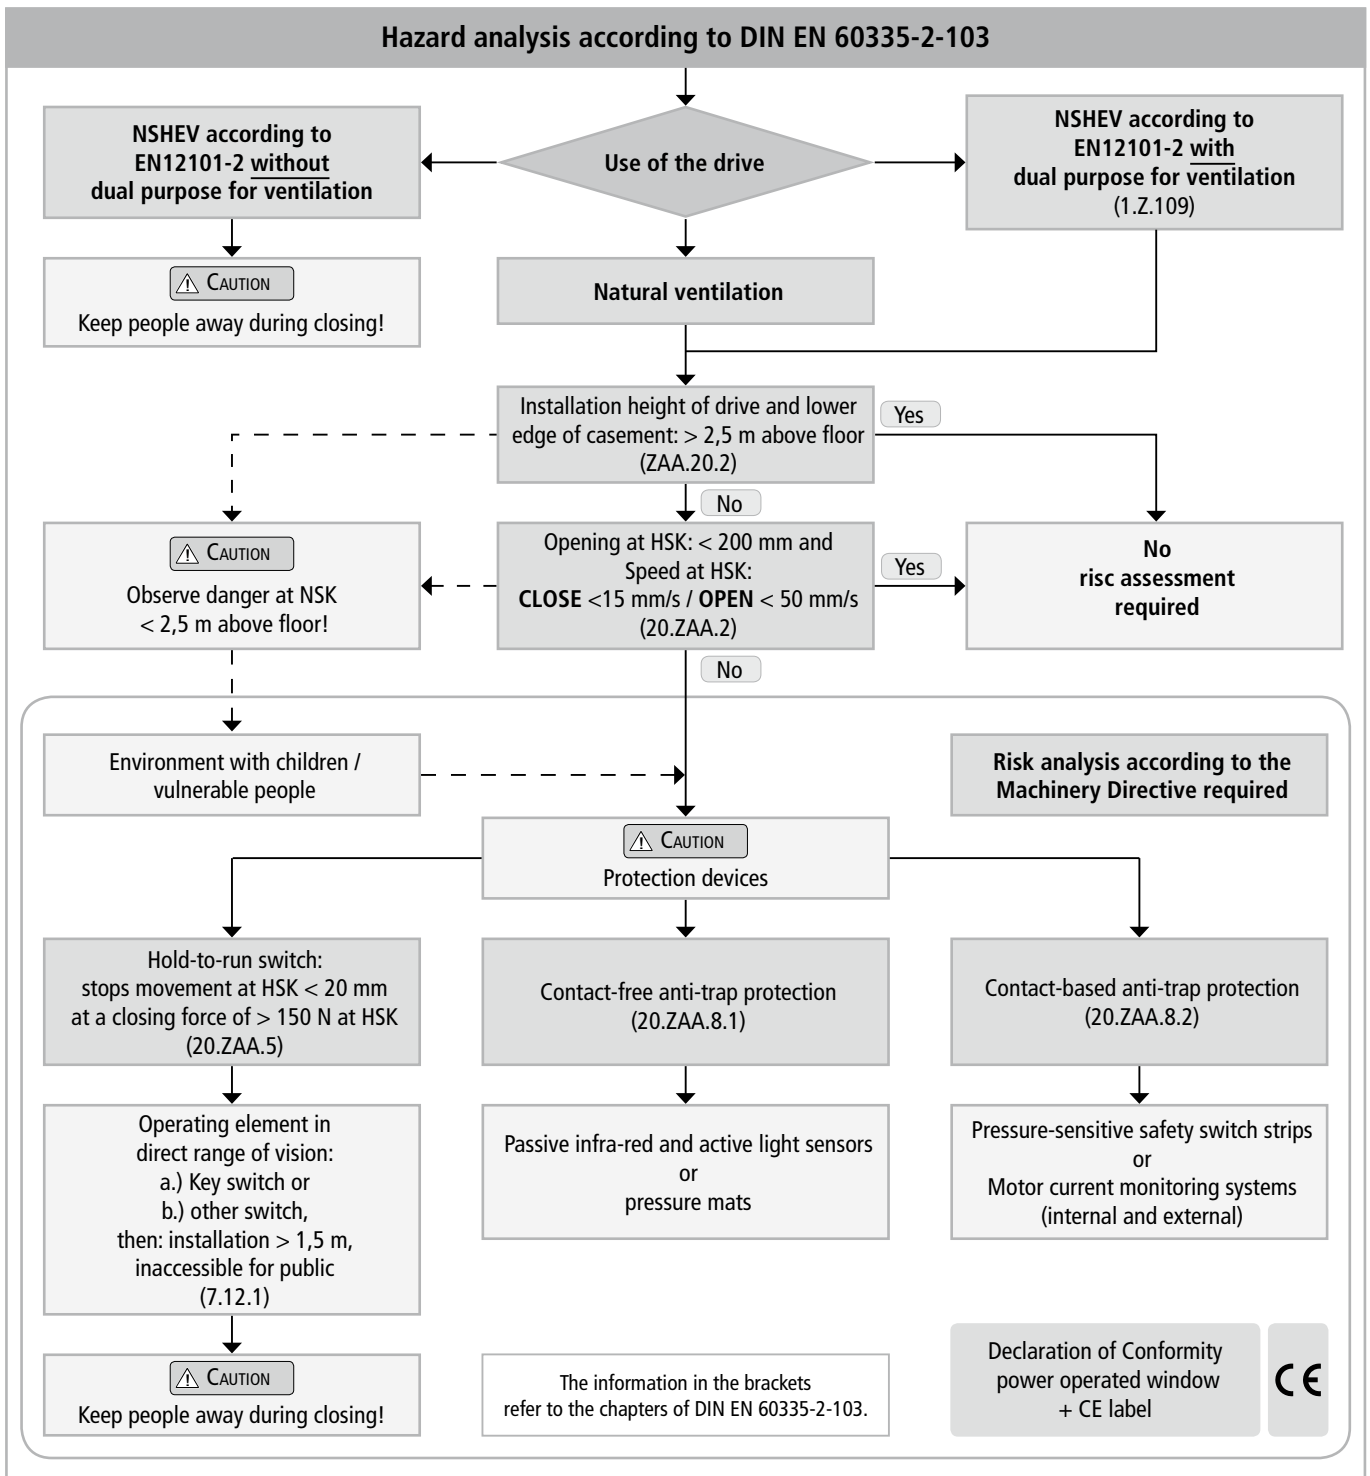 Hazard analysis according to DIN EN 60335-2-103
NSHEV according to
EN12101-2 without
dual purpose for ventilation
Use of the drive
NSHEV according to
EN12101-2 with
dual purpose for ventilation
(1.Z.109)
CAUTION
Keep people away during closing!
Natural ventilation
Installation height of drive and lower
edge of casement: > 2,5 m above floor
(ZAA.20.2)
Yes
No
CAUTION
Observe danger at NSK
< 2,5 m above floor!
Opening at HSK: < 200 mm and
Speed at HSK:
CLOSE <15 mm/s / OPEN < 50 mm/s
(20.ZAA.2)
Yes
No
risc assessment
required
No
Environment with children /
vulnerable people
Risk analysis according to the
Machinery Directive required
CAUTION
Protection devices
Hold-to-run switch:
stops movement at HSK < 20 mm
at a closing force of > 150 N at HSK
(20.ZAA.5)
Contact-free anti-trap protection
(20.ZAA.8.1)
Contact-based anti-trap protection
(20.ZAA.8.2)
Operating element in
direct range of vision:
a.) Key switch or
b.) other switch,
then: installation > 1,5 m,
inaccessible for public
(7.12.1)
Passive infra-red and active light sensors
or
pressure mats
Pressure-sensitive safety switch strips
or
Motor current monitoring systems
(internal and external)
CAUTION
Keep people away during closing!
The information in the brackets
refer to the chapters of DIN EN 60335-2-103.
Declaration of Conformity
power operated window
+ CE label
CE